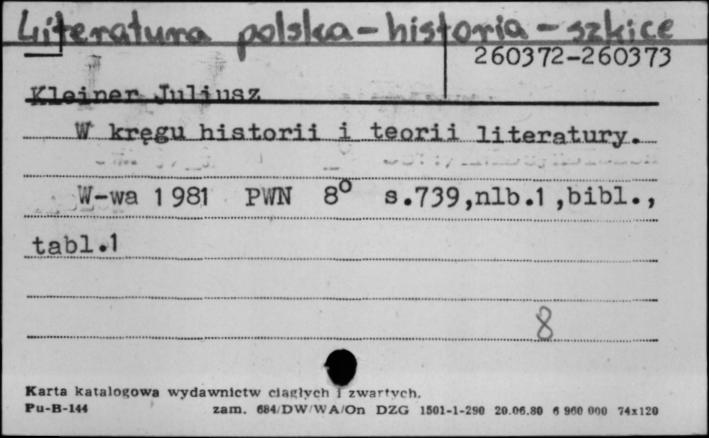 Literatura polska - historia - szkice
260372-260373
Kleiner Juliusz
W kręgu historii i teorii literatury.
W-wa 1981 PWN 8° s.739,nlb.1,bibl.,
tabl.1
8
Karta katalogowa wydawnictw ciągłych i zwartych.
Pu-B-144 zam. 684/DW/WA/On DZG 1501-1-290 20.06.80 6 960 000 74x120